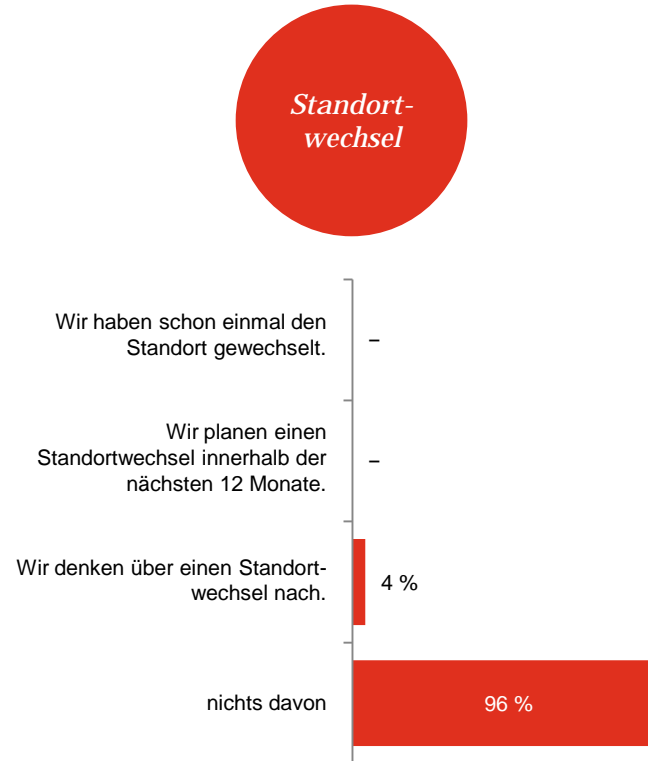 Standort-
wechsel
Wir haben schon einmal den
Standort gewechselt.
–
Wir planen einen
Standortwechsel innerhalb der
nächsten 12 Monate.
–
Wir denken über einen Standort-
wechsel nach.
4 %
nichts davon
96 %